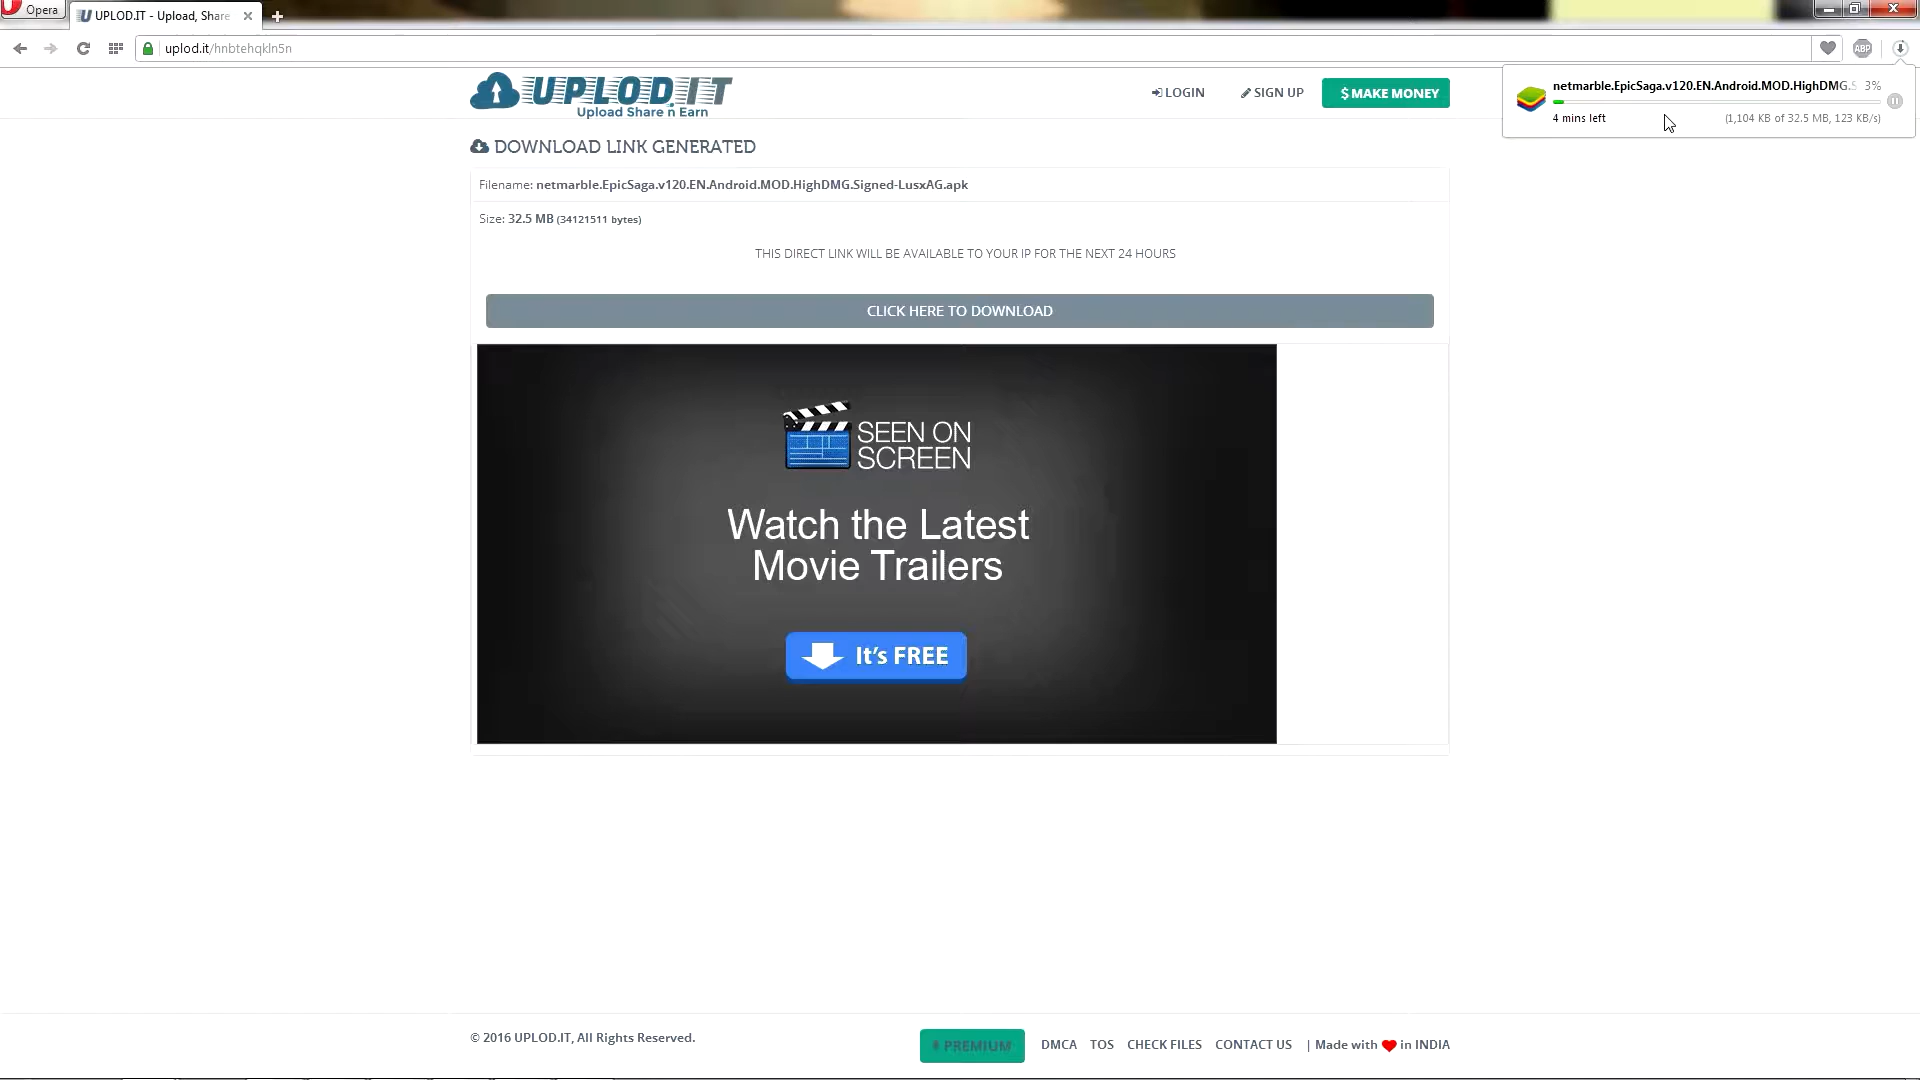 Opera
UPLOD.IT - Upload, Share
uplod.it/hnbtehqkln5n
ABP
UPLOD.IT
Upload Share n Earn
LOGIN
SIGN UP
$ MAKE MONEY
netmarble.EpicSaga.v120.EN.Android.MOD.HighDMG.S 3%
4 mins left
(1,104 KB of 32.5 MB, 123 KB/s)
DOWNLOAD LINK GENERATED
Filename: netmarble.EpicSaga.v120.EN.Android.MOD.HighDMG.Signed-LusxAG.apk
Size: 32.5 MB (34121511 bytes)
THIS DIRECT LINK WILL BE AVAILABLE TO YOUR IP FOR THE NEXT 24 HOURS
CLICK HERE TO DOWNLOAD
SEEN ON
SCREEN
Watch the Latest
Movie Trailers
It's FREE
© 2016 UPLOD.IT, All Rights Reserved.
PREMIUM
DMCA
TOS
CHECK FILES
CONTACT US
| Made with ❤ in INDIA